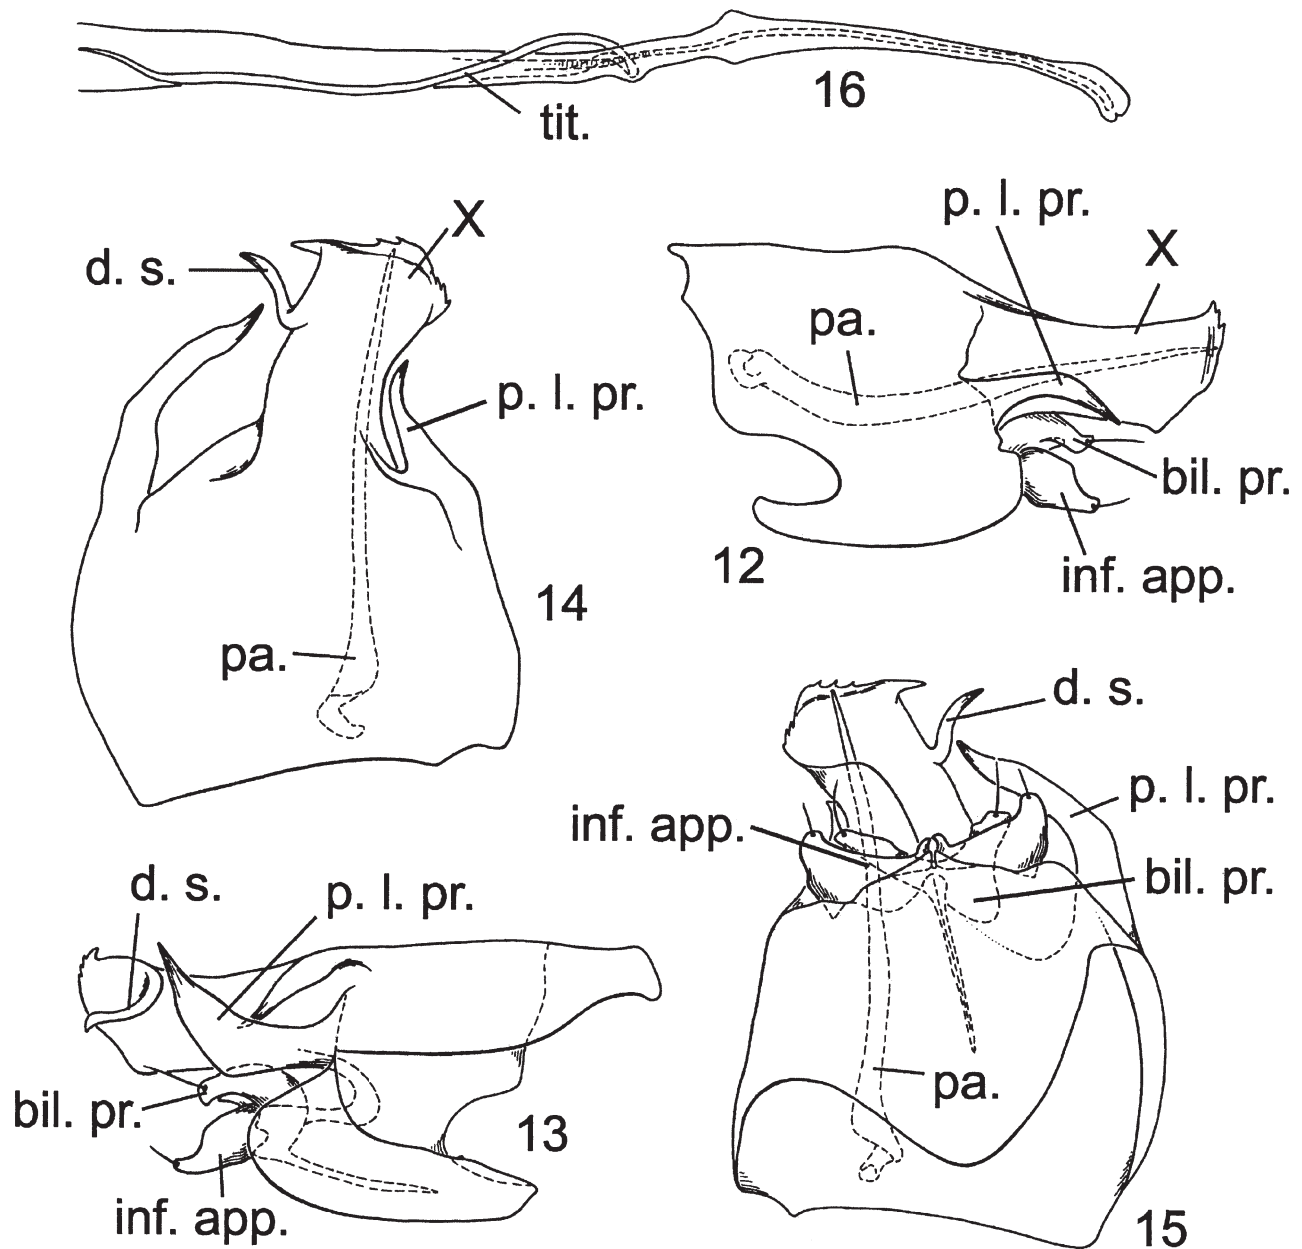 16
tit.
X
d. s.
p. l. pr.
14
pa.
p. l. pr.
X
pa.
bil. pr.
12
inf. app.
d. s.
p. l. pr.
bil. pr.
13
inf. app.
d. s.
p. l. pr.
inf. app.
bil. pr.
pa.
15